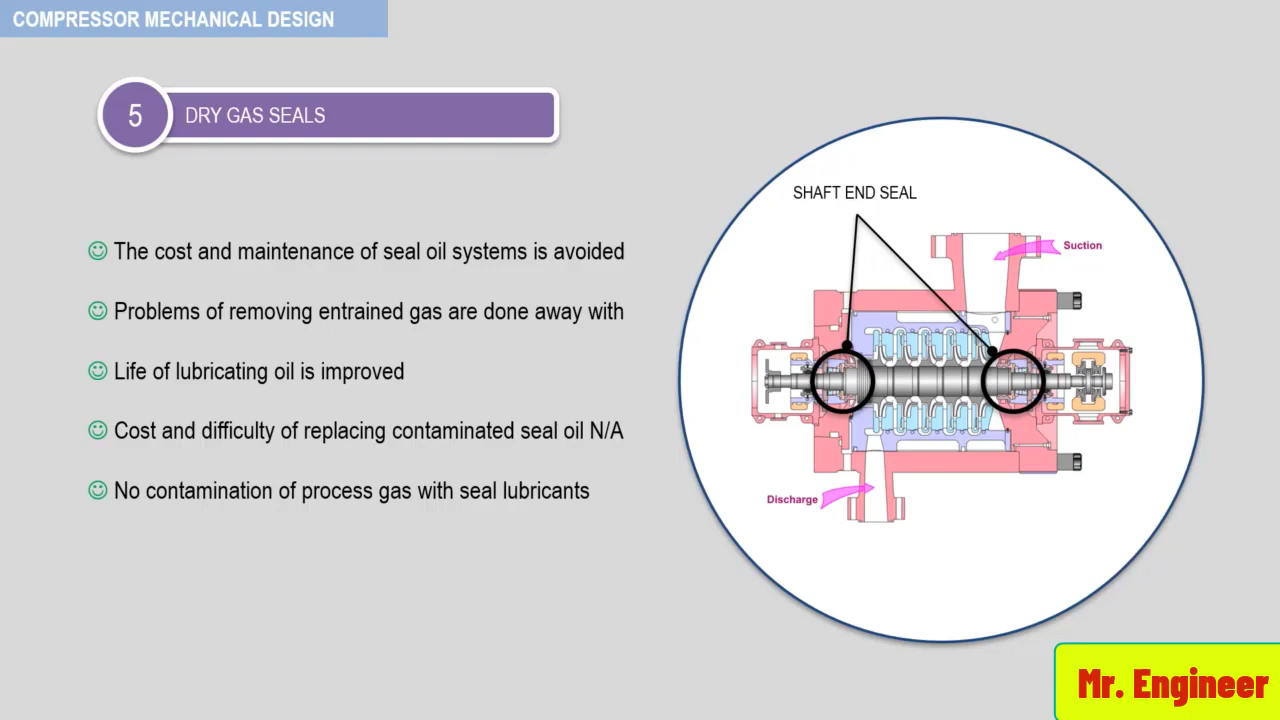 COMPRESSOR MECHANICAL DESIGN
5
DRY GAS SEALS
The cost and maintenance of seal oil systems is avoided
Problems of removing entrained gas are done away with
Life of lubricating oil is improved
Cost and difficulty of replacing contaminated seal oil N/A
No contamination of process gas with seal lubricants
SHAFT END SEAL
Suction
Discharge
Mr. Engineer